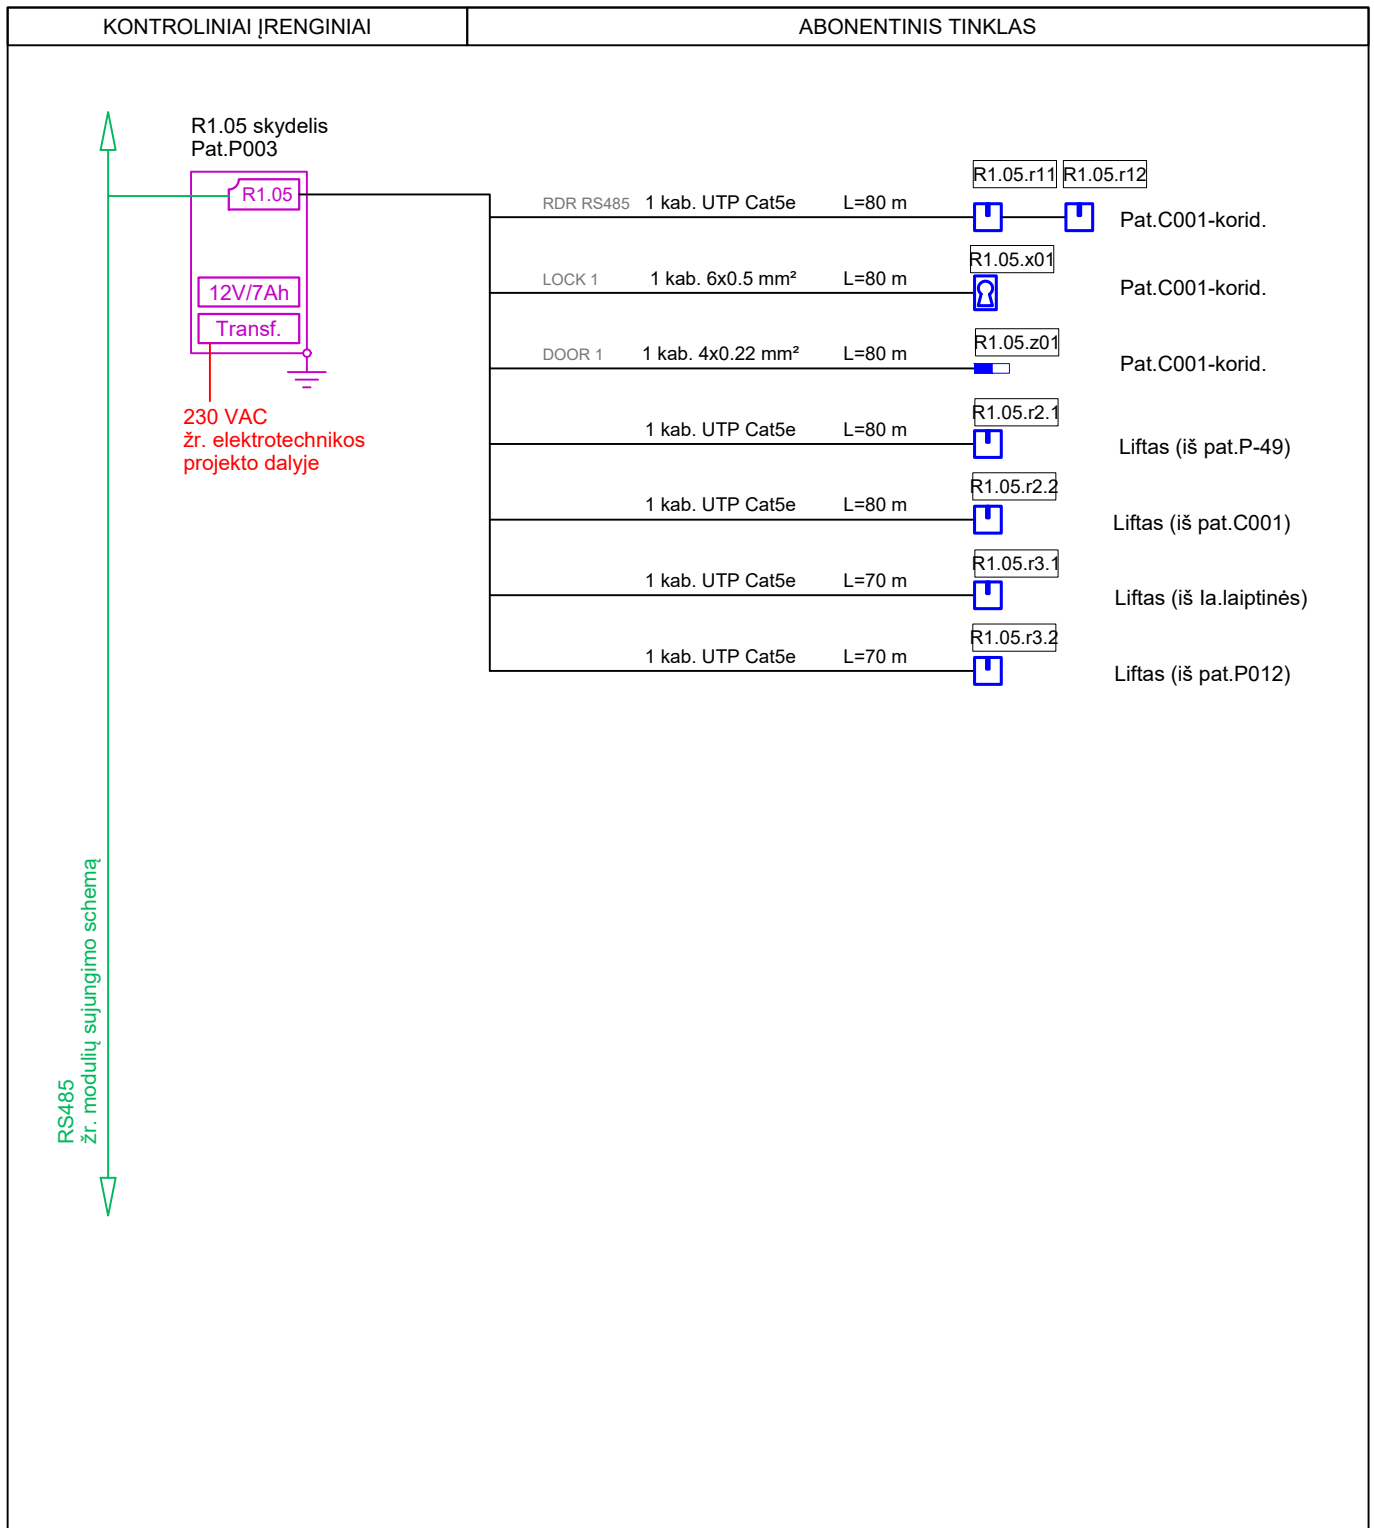 KONTROLINIAI ĮRENGINIAI
ABONENTINIS TINKLAS
R1.05 skydelis
Pat.P003
R1.05
12V/7Ah
Transf.
230 VAC
žr. elektrotechnikos
projekto dalyje
RS485
žr. modulių sujungimo schemą
RDR RS485 1 kab. UTP Cat5e L=80 m R1.05.r11 R1.05.r12 Pat.C001-korid.
LOCK 1 1 kab. 6x0.5 mm² L=80 m R1.05.x01 Pat.C001-korid.
DOOR 1 1 kab. 4x0.22 mm² L=80 m R1.05.z01 Pat.C001-korid.
1 kab. UTP Cat5e L=80 m R1.05.r2.1 Liftas (iš pat.P-49)
1 kab. UTP Cat5e L=80 m R1.05.r2.2 Liftas (iš pat.C001)
1 kab. UTP Cat5e L=70 m R1.05.r3.1 Liftas (iš Ia.laiptinės)
1 kab. UTP Cat5e L=70 m R1.05.r3.2 Liftas (iš pat.P012)